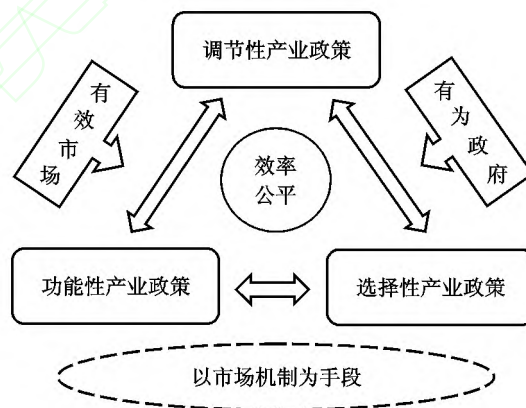 调节性产业政策
有效市场
有为政府
效率
公平
功能性产业政策
选择性产业政策
以市场机制为手段